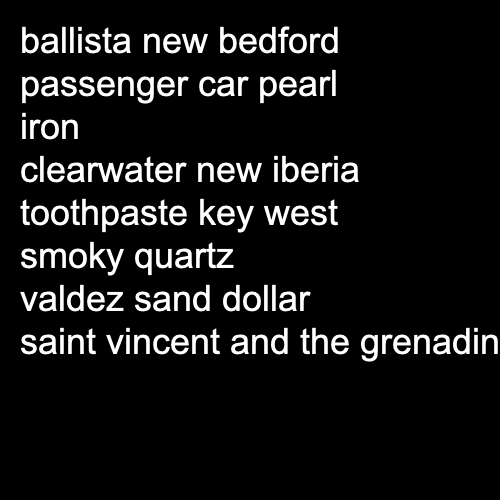 ballista new bedford
passenger car pearl
iron
clearwater new iberia
toothpaste key west
smoky quartz
valdez sand dollar
saint vincent and the grenadin